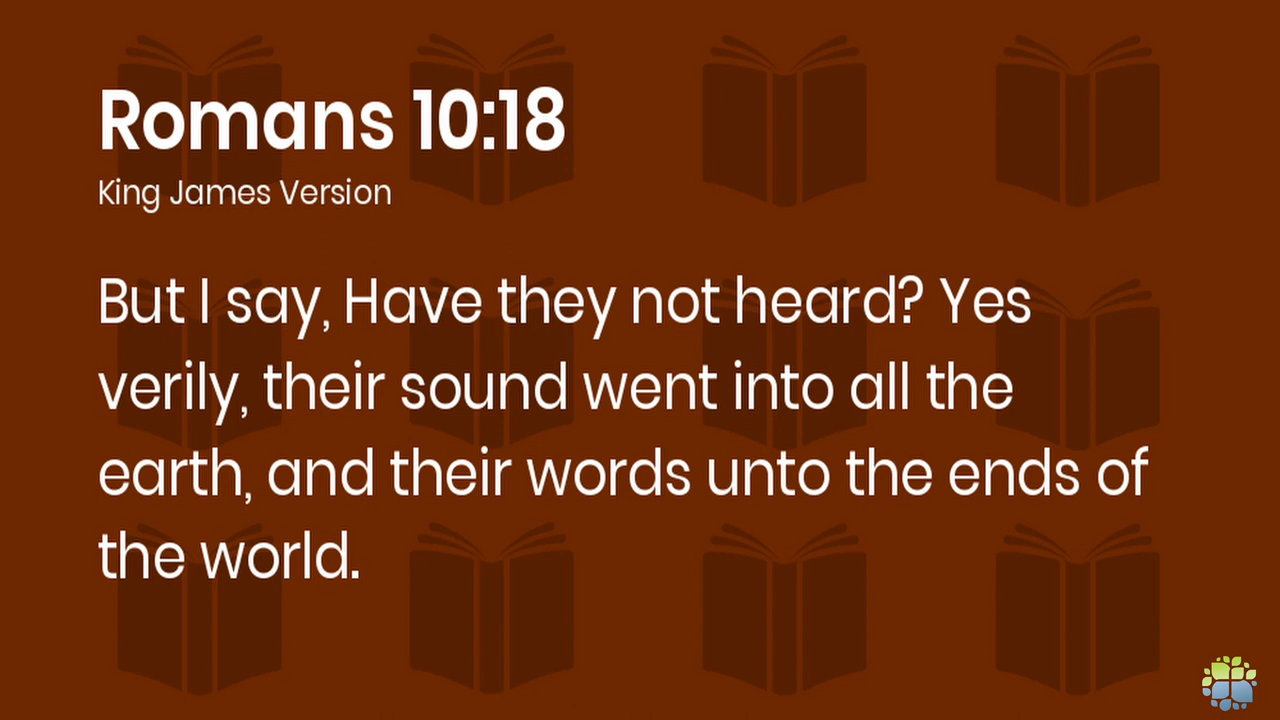 Romans 10:18
King James Version
But I say, Have they not heard? Yes
verily, their sound went into all the
earth, and their words unto the ends of
the world.